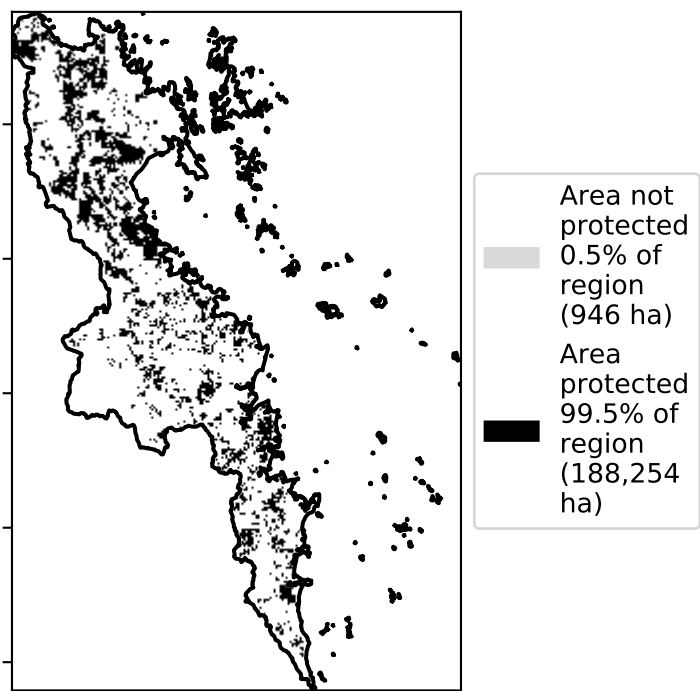 Area not
protected
0.5% of
region
(946 ha)
Area
protected
99.5% of
region
(188,254
ha)